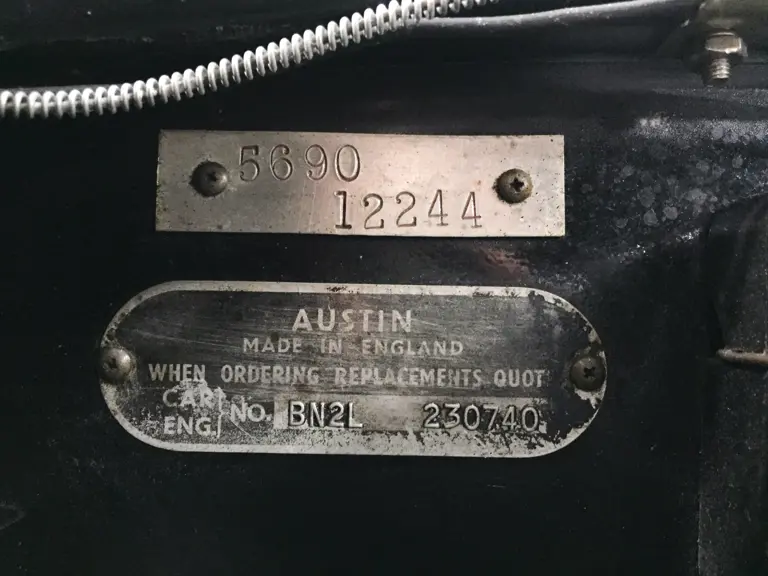 5690
12244
AUSTIN
MADE IN ENGLAND
WHEN ORDERING REPLACEMENTS QUOT
CAR
ENG. } NO. BN2L 230740